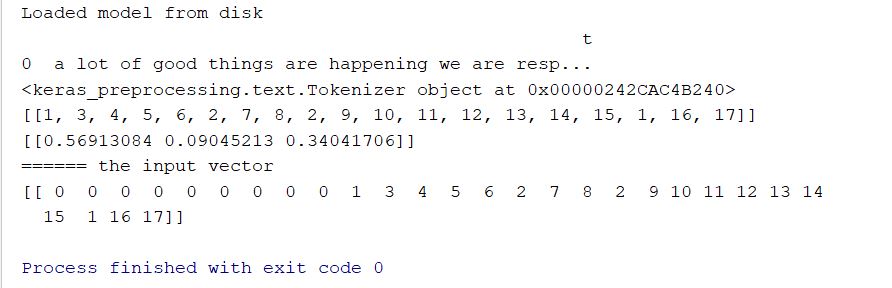 Loaded model from disk
t
0 a lot of good things are happening we are resp...
<keras_preprocessing.text.Tokenizer object at 0x00000242CAC4B240>
[[1, 3, 4, 5, 6, 2, 7, 8, 2, 9, 10, 11, 12, 13, 14, 15, 1, 16, 17]]
[[0.56913084 0.09045213 0.34041706]]
====== the input vector
[[ 0 0 0 0 0 0 0 0 0 1 3 4 5 6 2 7 8 2 9 10 11 12 13 14
15 1 16 17]]
Process finished with exit code 0